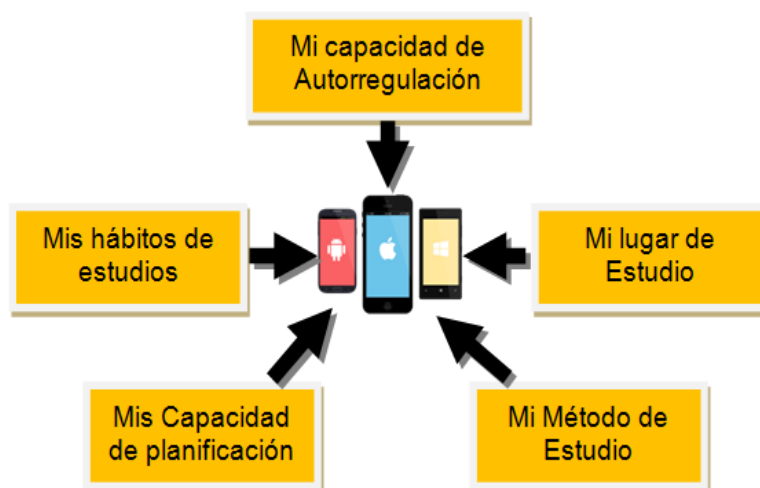 Mi capacidad de
Autorregulación
Mis hábitos de
estudios
Mi lugar de
Estudio
Mis Capacidad
de planificación
Mi Método de
Estudio